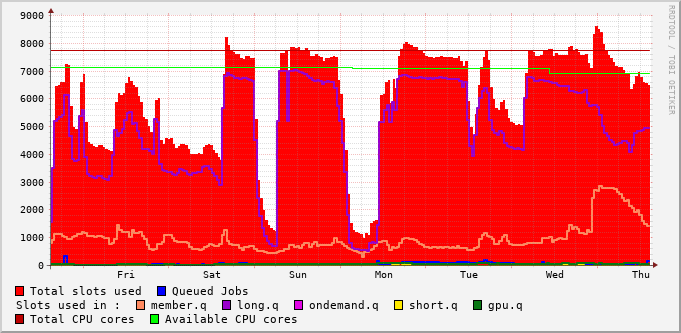 9000
8000
7000
6000
5000
4000
3000
2000
1000
0
Fri Sat Sun Mon Tue Wed Thu
RRDTOOL / TOBI OETIKER
Total slots used Queued Jobs
Slots used in : member.q long.q ondemand.q short.q gpu.q
Total CPU cores Available CPU cores